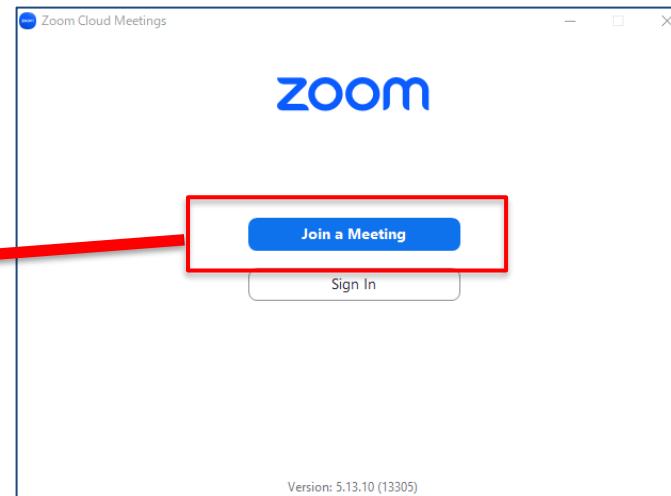 Zoom Cloud Meetings
zoom
Join a Meeting
Sign In
Version: 5.13.10 (13305)